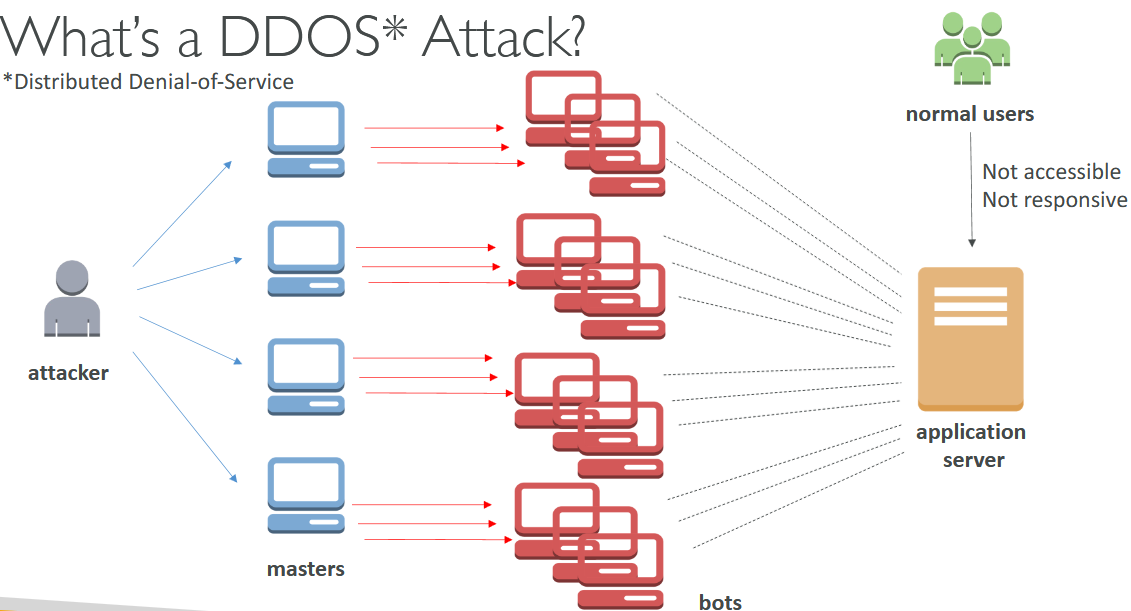 What's a DDOS* Attack?
*Distributed Denial-of-Service
normal users
Not accessible
Not responsive
attacker
application
server
masters
bots